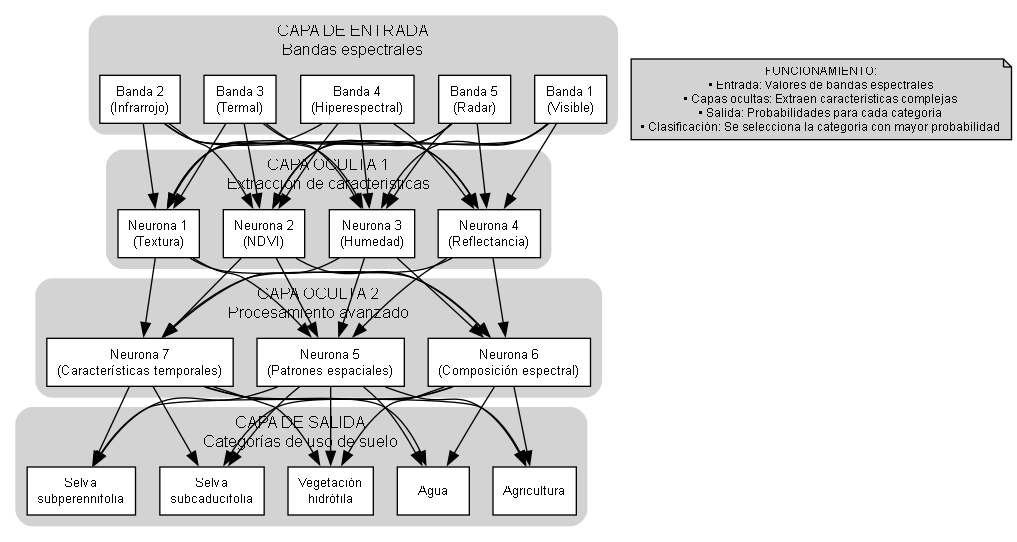 CAPA DE ENTRADA
Bandas espectrales
Banda 2
(Infrarrojo)
Banda 3
(Termal)
Banda 4
(Hiperespectral)
Banda 5
(Radar)
Banda 1
(Visible)
FUNCIONAMIENTO:
• Entrada: Valores de bandas espectrales
• Capas ocultas: Extraen características complejas
• Salida: Probabilidades para cada categoría
• Clasificación: Se selecciona la categoría con mayor probabilidad
CAPA OCULTA 1
Extracción de características
Neurona 1
(Textura)
Neurona 2
(NDVI)
Neurona 3
(Humedad)
Neurona 4
(Reflectancia)
CAPA OCULTA 2
Procesamiento avanzado
Neurona 7
(Características temporales)
Neurona 5
(Patrones espaciales)
Neurona 6
(Composición espectral)
CAPA DE SALIDA
Categorías de uso de suelo
Selva
subperennifolia
Selva
subcaducifolia
Vegetación
hidrófila
Agua
Agricultura